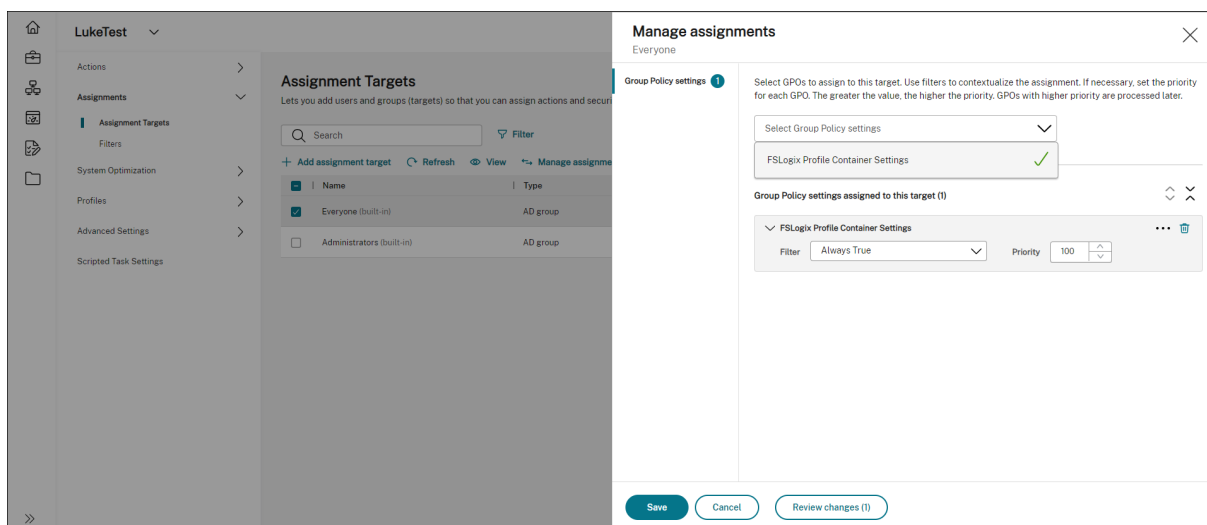 LukeTest
Actions
Assignments
Assignment Targets
Filters
System Optimization
Profiles
Advanced Settings
Scripted Task Settings
Assignment Targets
Lets you add users and groups (targets) so that you can assign actions and secur
Search
Filter
Add assignment target Refresh View Manage assignme
Name Type
Everyone (built-in) AD group
Administrators (built-in) AD group
Manage assignments
Everyone
Group Policy settings 1
Select GPOs to assign to this target. Use filters to contextualize the assignment. If necessary, set the priority
for each GPO. The greater the value, the higher the priority. GPOs with higher priority are processed later.
Select Group Policy settings
FSLogix Profile Container Settings
Group Policy settings assigned to this target (1)
FSLogix Profile Container Settings
Filter Always True Priority 100
Save Cancel Review changes (1)